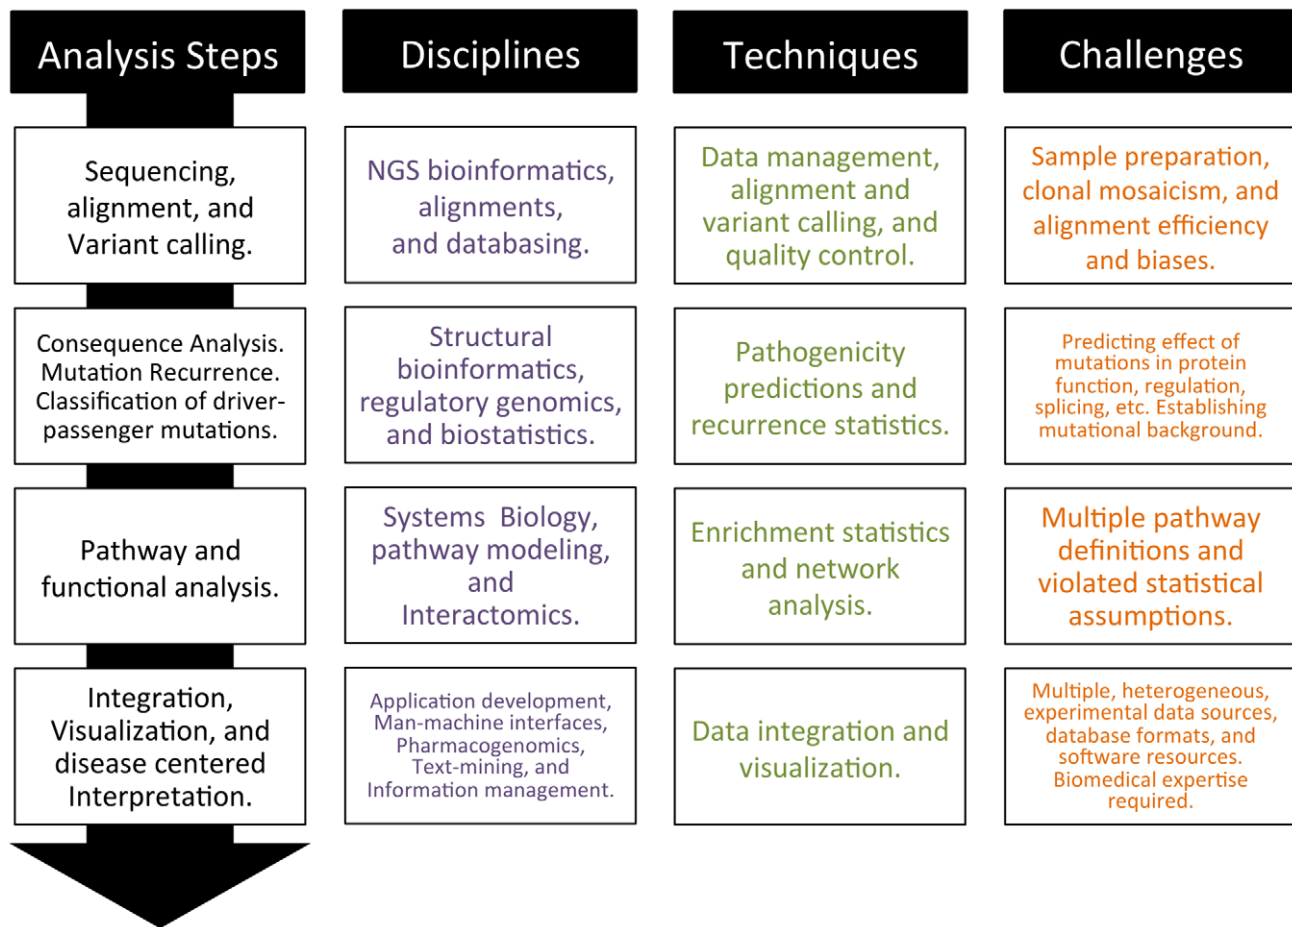 Analysis Steps
Disciplines
Techniques
Challenges
Sequencing,
alignment, and
Variant calling.
NGS bioinformatics,
alignments,
and databasing.
Data management,
alignment and
variant calling, and
quality control.
Sample preparation,
clonal mosaicism, and
alignment efficiency
and biases.
Consequence Analysis.
Mutation Recurrence.
Classification of driver-
passenger mutations.
Structural
bioinformatics,
regulatory genomics,
and biostatistics.
Pathogenicity
predictions and
recurrence statistics.
Predicting effect of
mutations in protein
function, regulation,
splicing, etc. Establishing
mutational background.
Pathway and
functional analysis.
Systems  Biology,
pathway modeling,
and
Interactomics.
Enrichment statistics
and network
analysis.
Multiple pathway
definitions and
violated statistical
assumptions.
Integration,
Visualization, and
disease centered
Interpretation.
Application development,
Man-machine interfaces,
Pharmacogenomics,
Text-mining, and
Information management.
Data integration and
visualization.
Multiple, heterogeneous,
experimental data sources,
database formats, and
software resources.
Biomedical expertise
required.